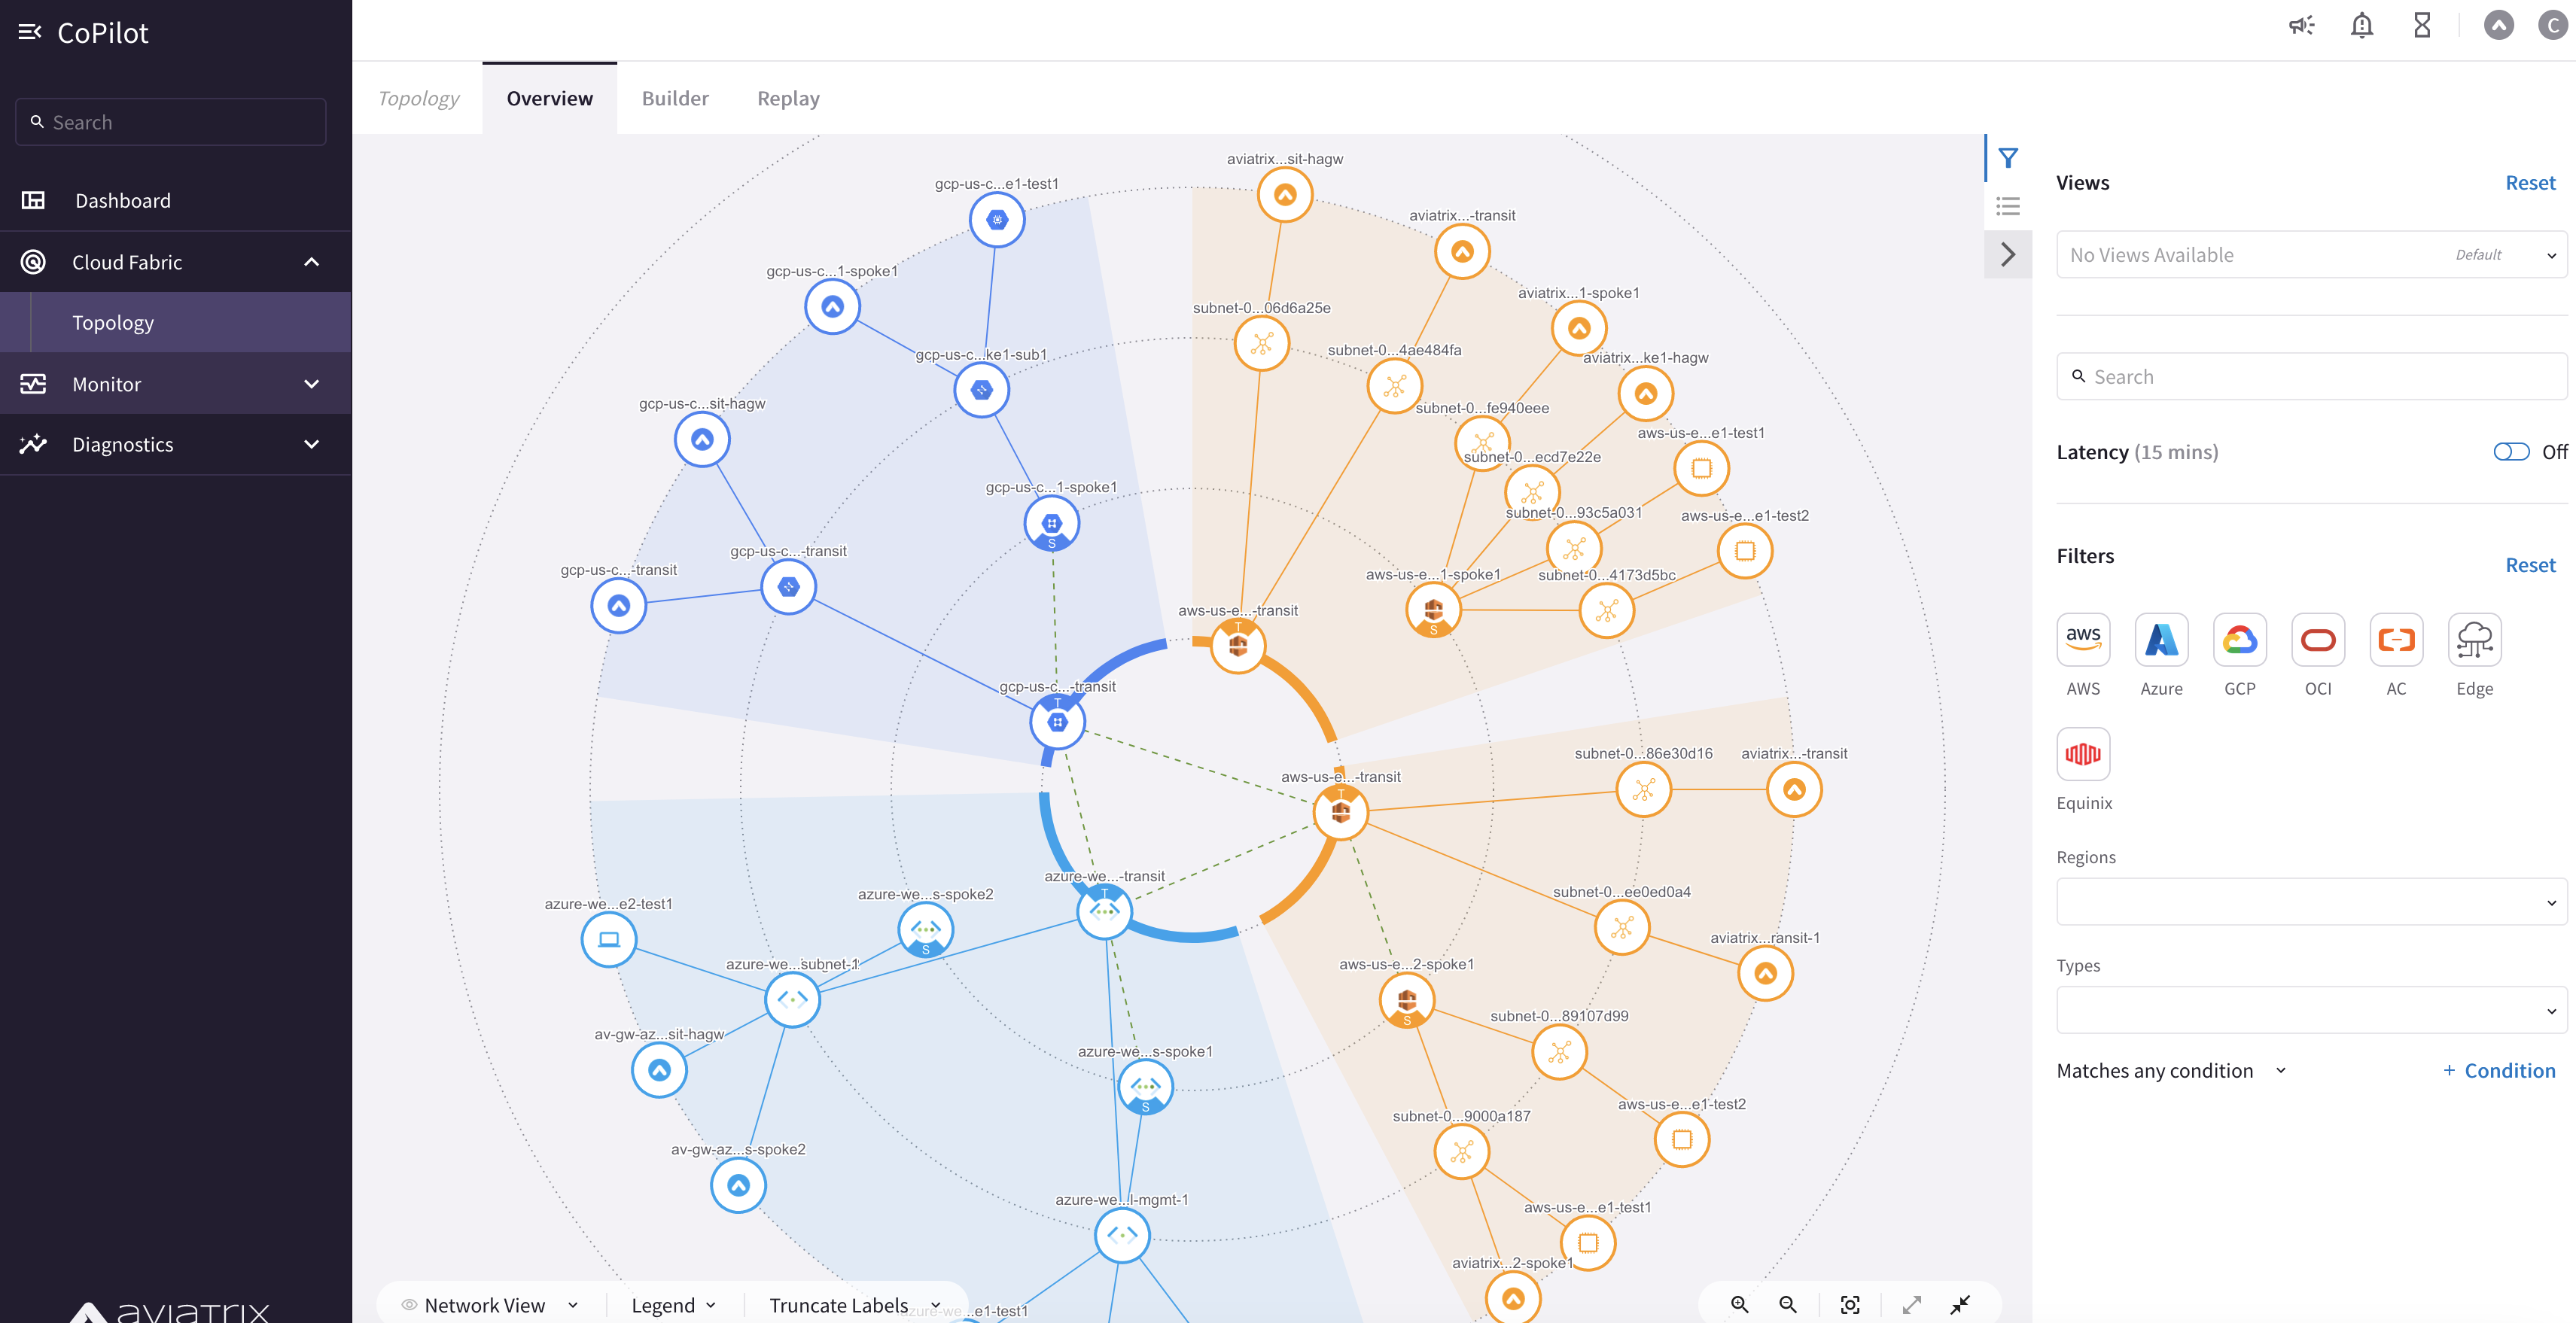 CoPilot
Search
Dashboard
Cloud Fabric
Topology
Monitor
Diagnostics
aviatrix
C
Topology
Overview
Builder
Replay
aviatrix...sit-hagw
gcp-us-c...e1-test1
aviatrix...-transit
gcp-us-c...1-spoke1
aviatrix...1-spoke1
subnet-0...06d6a25e
subnet-0...4ae484fa
gcp-us-c...ke1-sub1
aviatrix...ke1-hagw
gcp-us-c...sit-hagw
subnet-0...fe940eee
aws-us-e...e1-test1
subnet-0...ecd7e22e
gcp-us-c...1-spoke1
S
subnet-0...93c5a031
aws-us-e...e1-test2
gcp-us-c...-transit
gcp-us-c...-transit
aws-us-e...1-spoke1
S
subnet-0...4173d5bc
aws-us-e...-transit
T
gcp-us-c...-transit
T
subnet-0...86e30d16
aviatrix...-transit
aws-us-e...-transit
T
azure-we...-transit
T
azure-we...s-spoke2
S
azure-we...e2-test1
subnet-0...ee0ed0a4
aviatrix...ransit-1
azure-we...subnet-1
aws-us-e...2-spoke1
S
subnet-0...89107d99
av-gw-az...sit-hagw
azure-we...s-spoke1
S
aws-us-e...e1-test2
subnet-0...9000a187
av-gw-az...s-spoke2
azure-we...l-mgmt-1
aws-us-e...e1-test1
aviatrix...2-spoke1
azure-we...e1-test1
Network View
Legend
Truncate Labels
Views
Reset
No Views Available
Default
Search
Latency (15 mins)
Off
Filters
Reset
aws
AWS
Azure
GCP
OCI
AC
Edge
Equinix
Regions
Types
Matches any condition
+ Condition